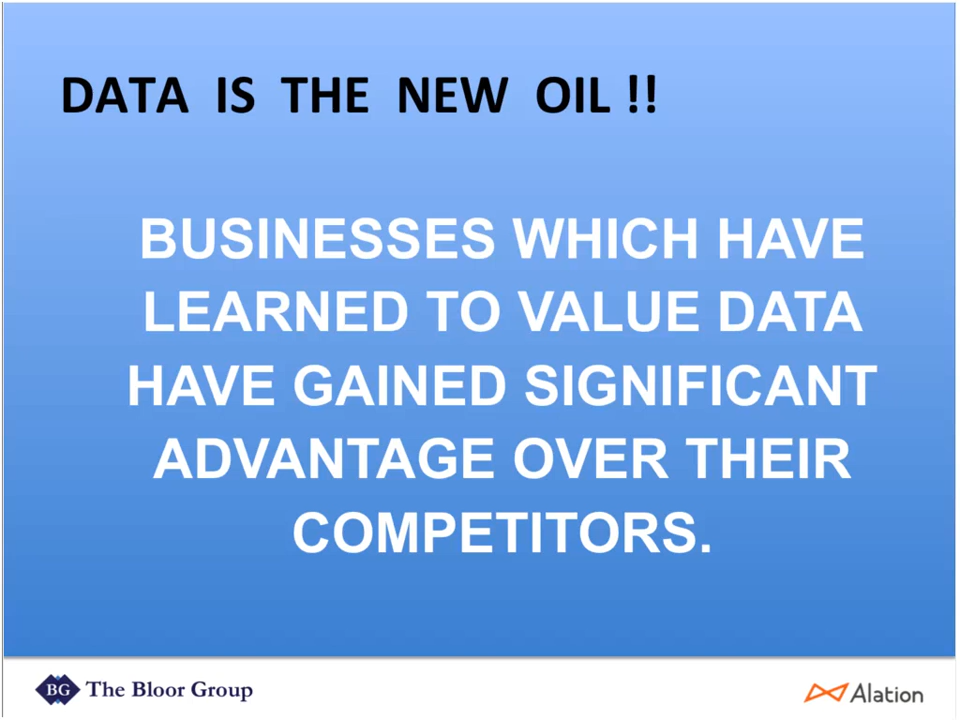 DATA IS THE NEW OIL !!
BUSINESSES WHICH HAVE
LEARNED TO VALUE DATA
HAVE GAINED SIGNIFICANT
ADVANTAGE OVER THEIR
COMPETITORS.
BG The Bloor Group
Alation